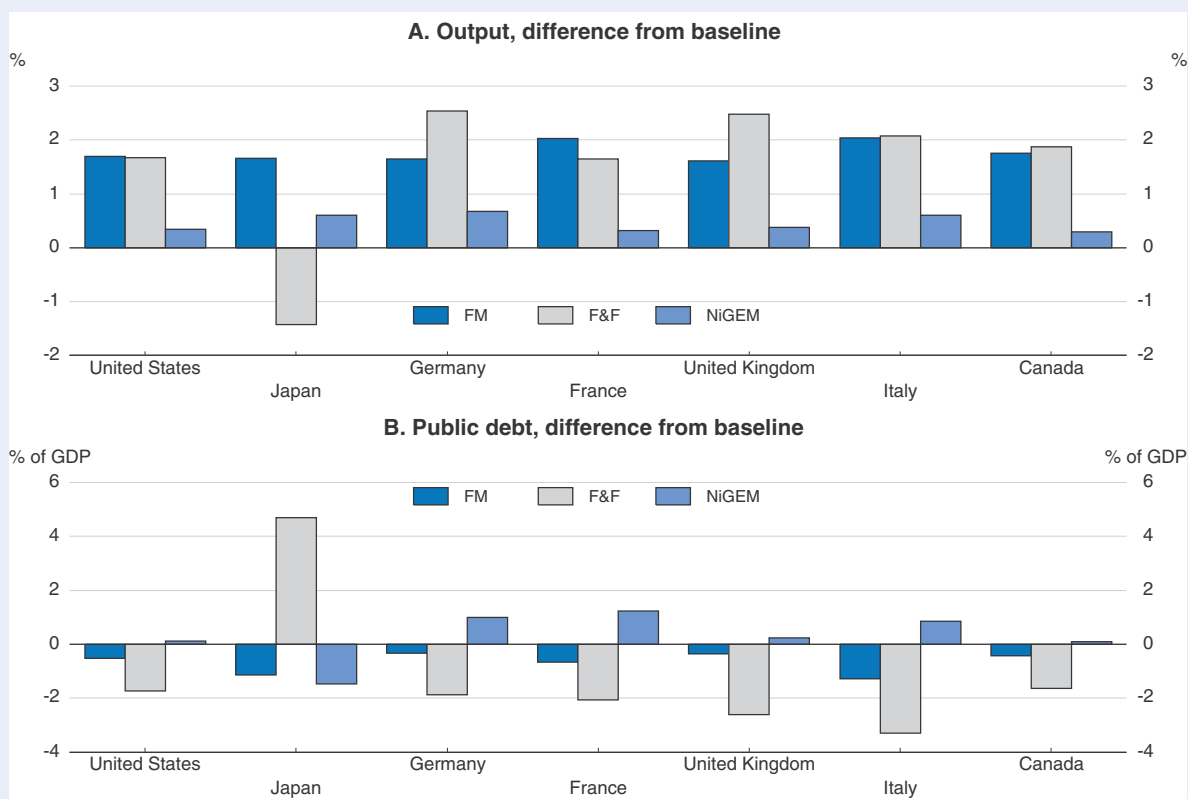 A. Output, difference from baseline
% %
3 3
2 2
1 1
0 0
-1 FM F&F NiGEM -1
-2 -2
United States Germany United Kingdom Canada
Japan France Italy
B. Public debt, difference from baseline
% of GDP % of GDP
6 FM F&F NiGEM 6
4 4
2 2
0 0
-2 -2
-4 -4
United States Germany United Kingdom Canada
Japan France Italy